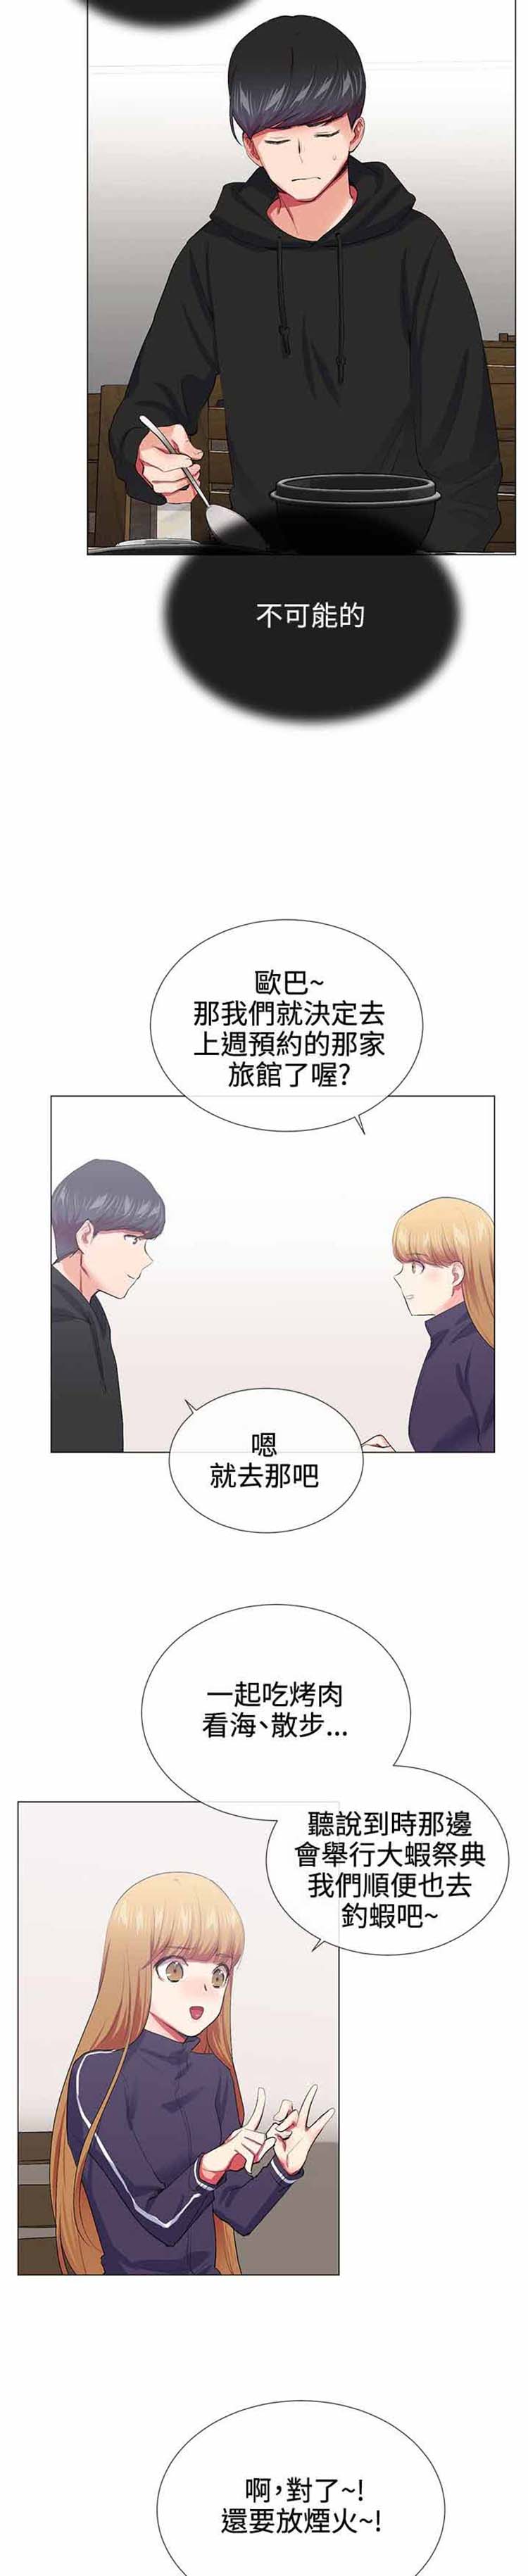 不可能的
歐巴~
那我們就決定去
上週預約的那家
旅館了喔?
嗯
就去那吧
一起吃烤肉
看海、散步...
聽說到時那邊
會舉行大蝦祭典
我們順便也去
釣蝦吧~
啊,對了~!
還要放煙火~!